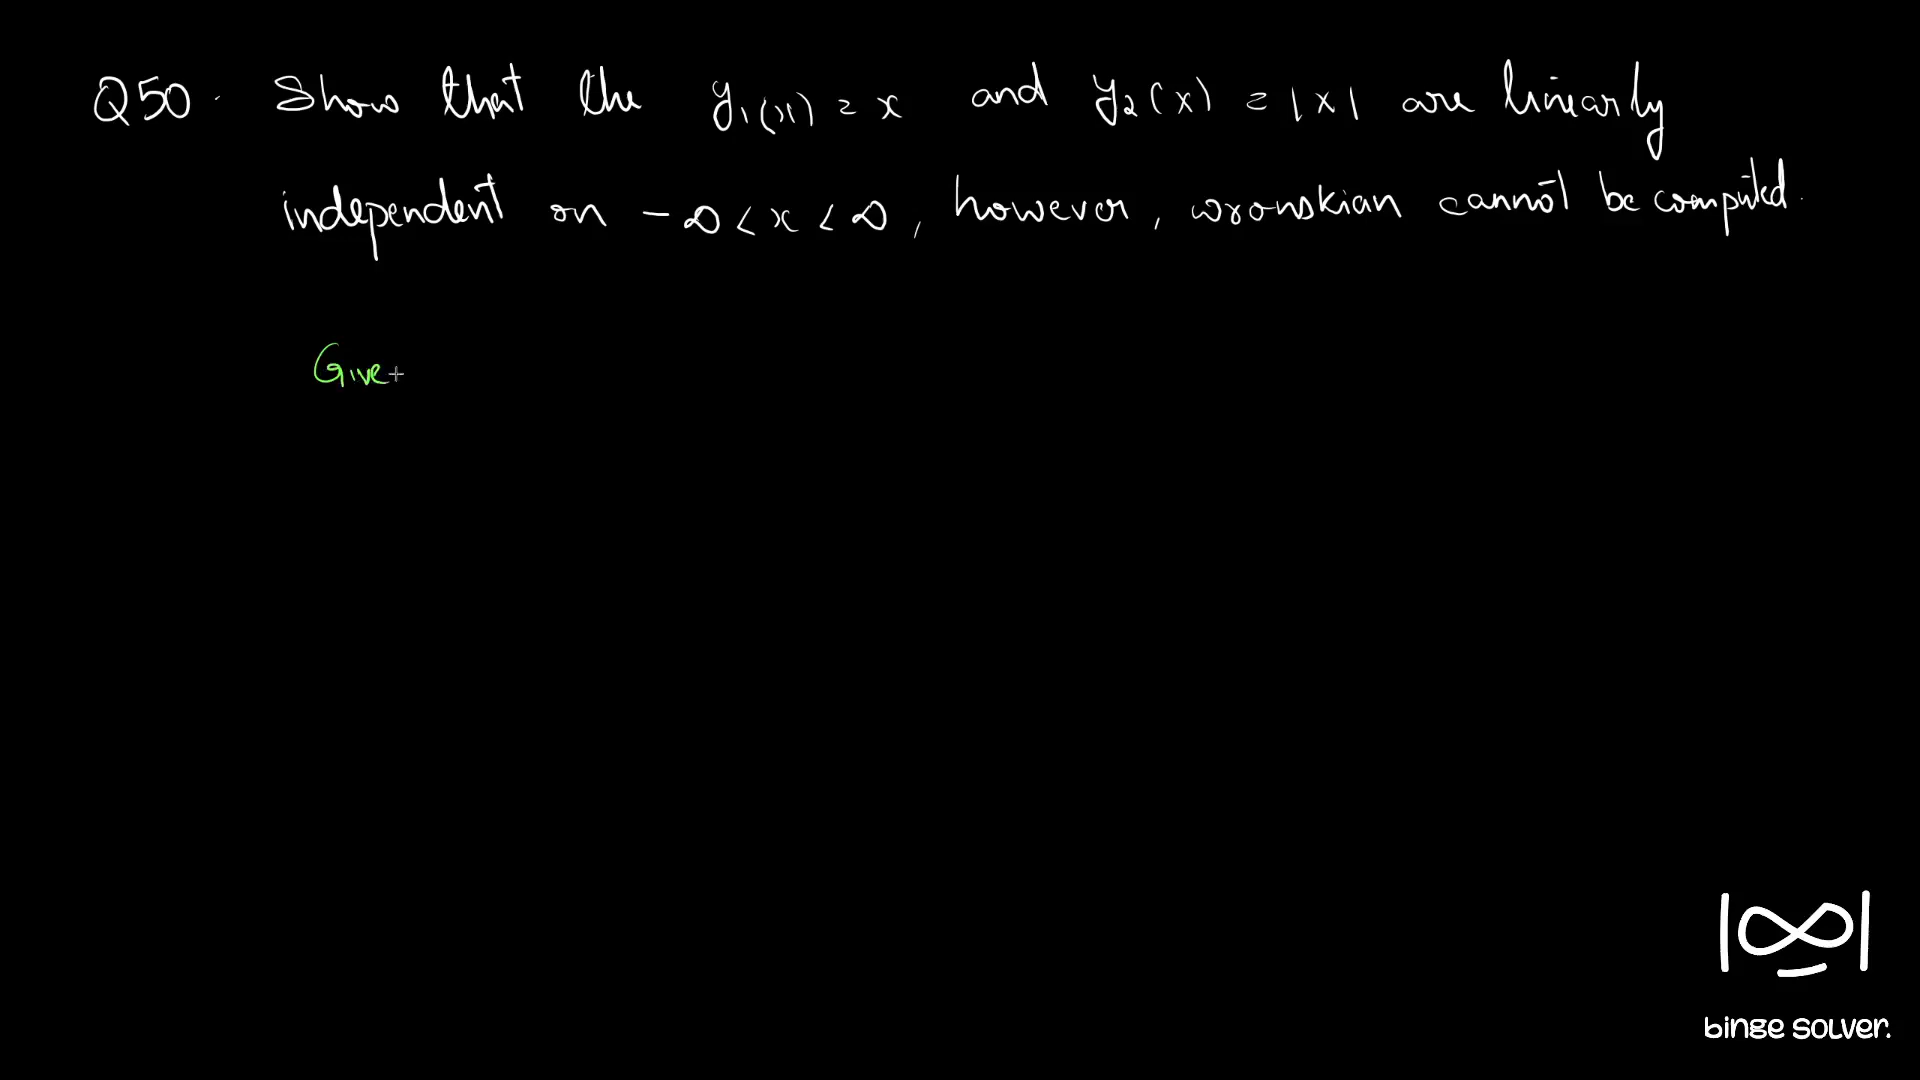 Q50. Show that the y₁(x) = x and y₂(x) = |x| are linearly
independent on -∞ < x < ∞, however, wronskian cannot be computed.
Give
binge solver.